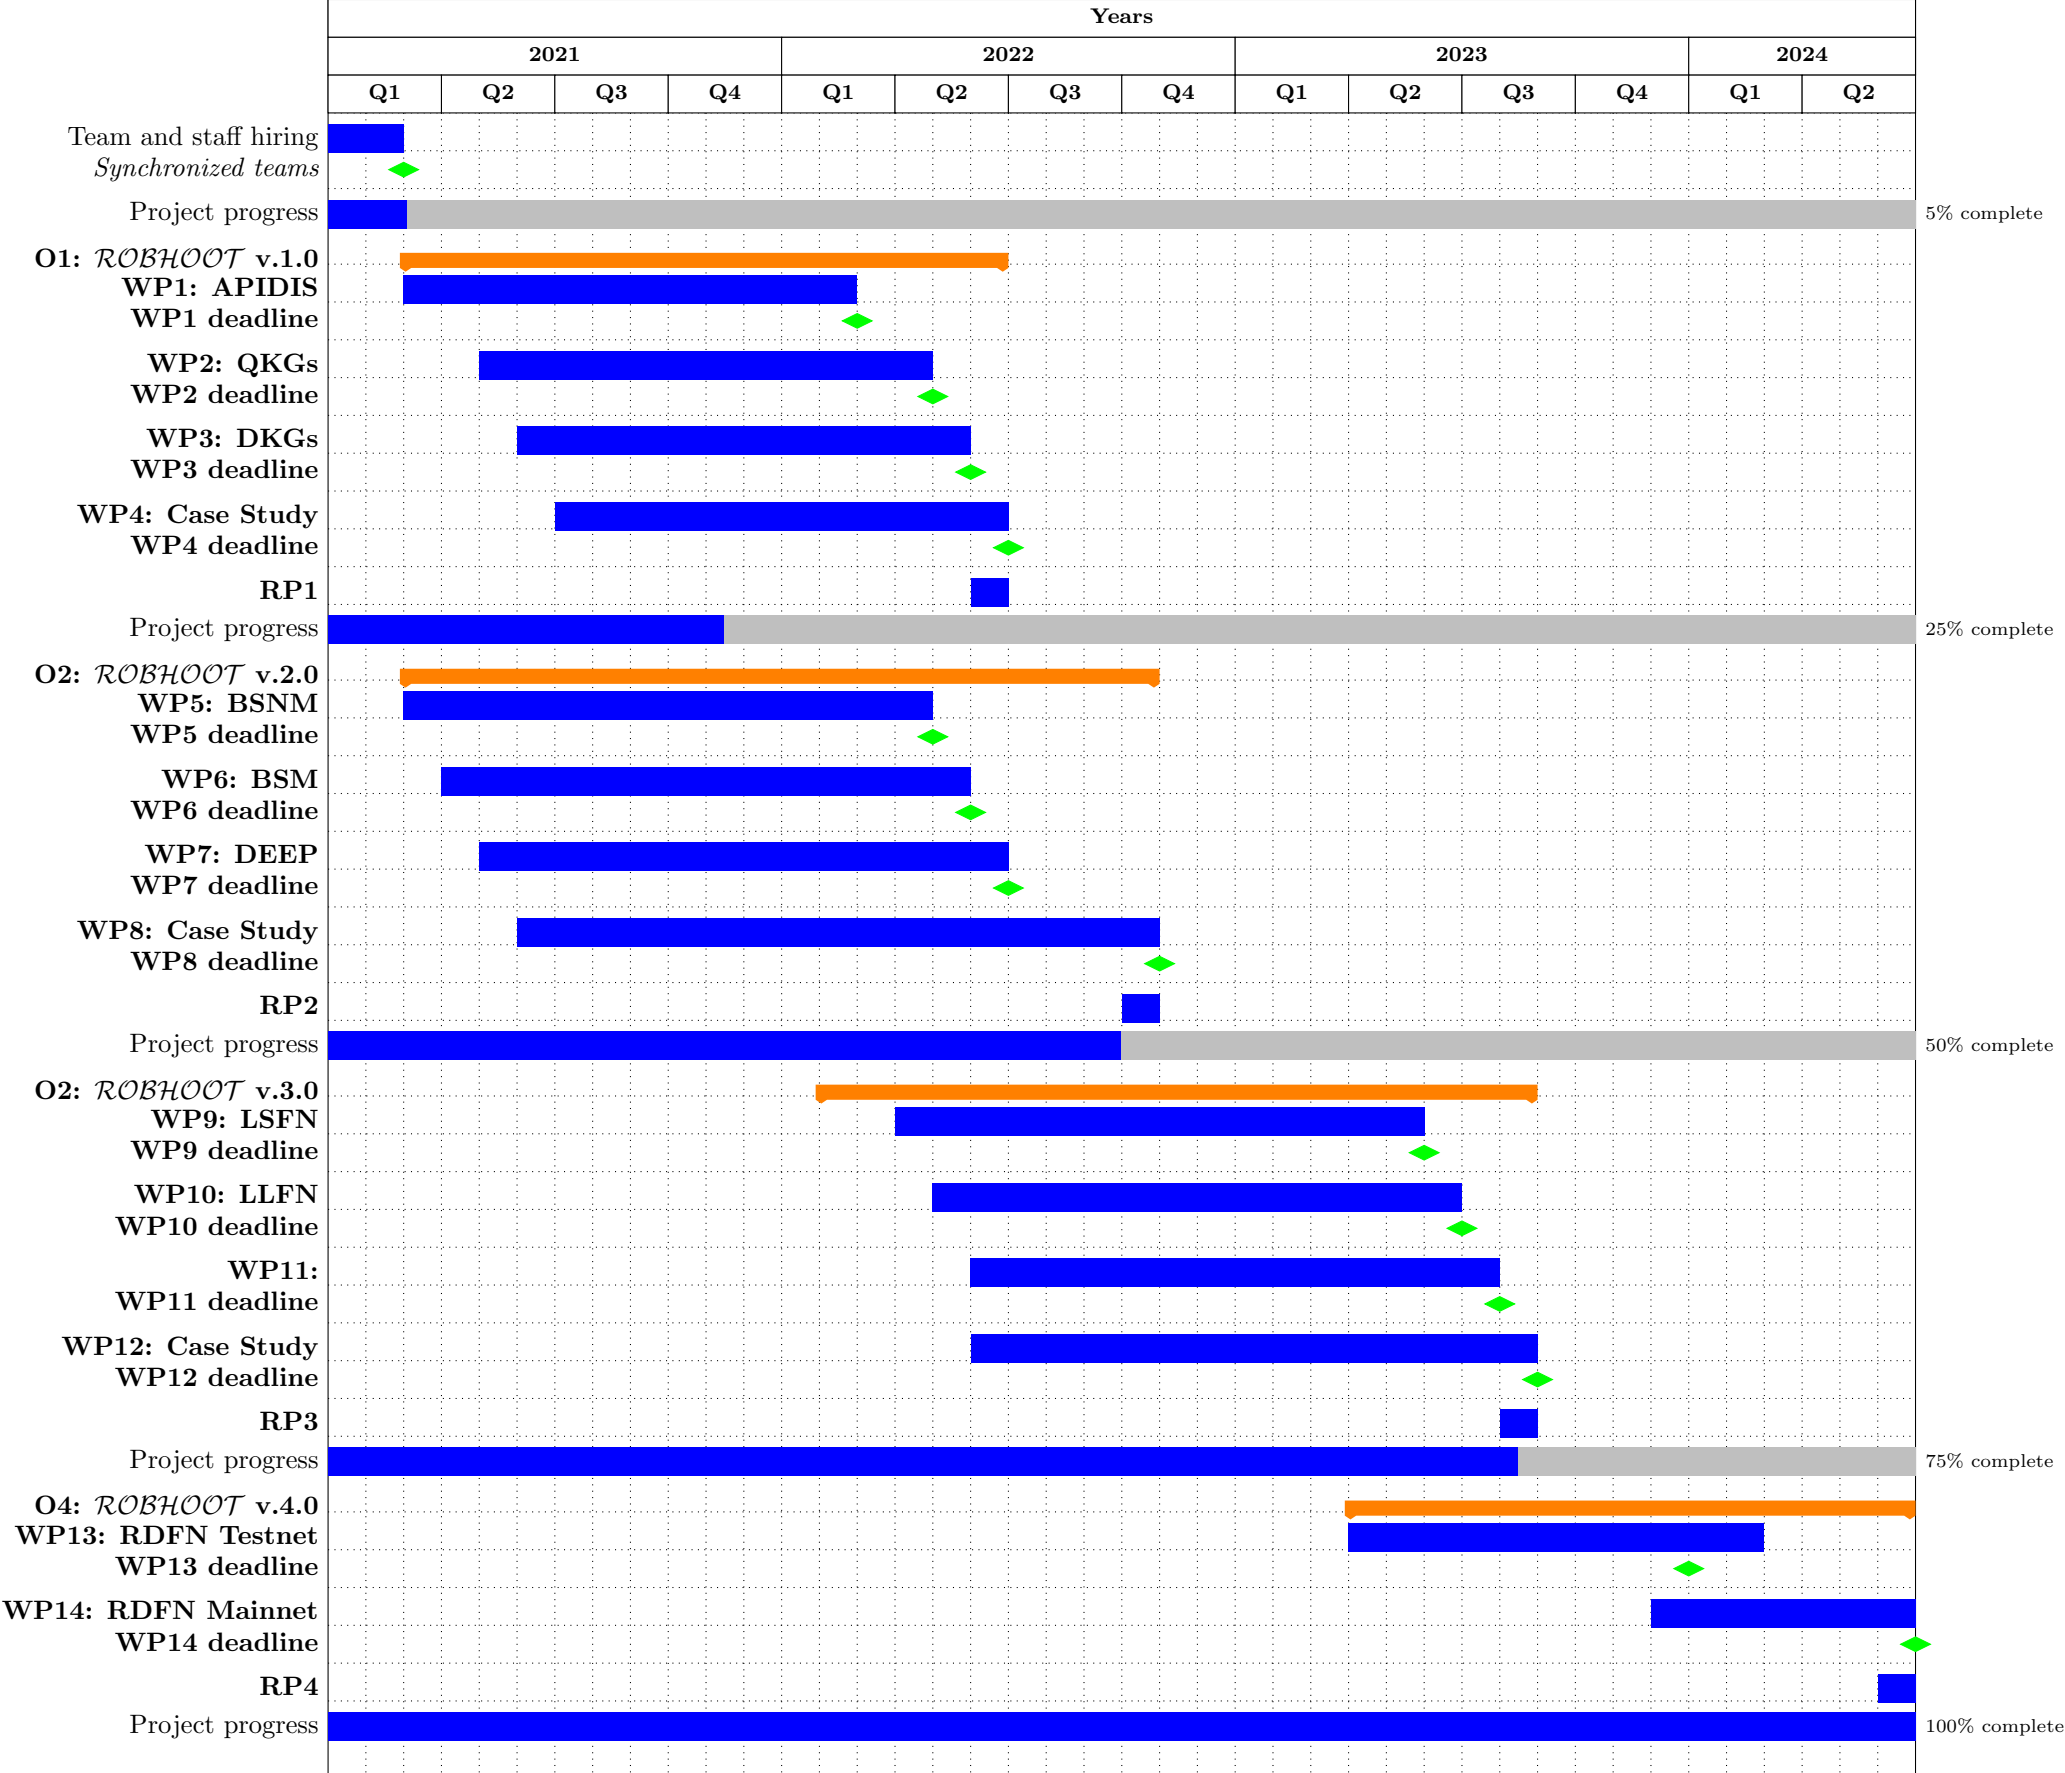 Years
2021 2022 2023 2024
Q1 Q2 Q3 Q4 Q1 Q2 Q3 Q4 Q1 Q2 Q3 Q4 Q1 Q2
Team and staff hiring
Synchronized teams
Project progress 5% complete
O1: ROBHOOT v.1.0
WP1: APIDIS
WP1 deadline
WP2: QKGs
WP2 deadline
WP3: DKGs
WP3 deadline
WP4: Case Study
WP4 deadline
RP1
Project progress 25% complete
O2: ROBHOOT v.2.0
WP5: BSNM
WP5 deadline
WP6: BSM
WP6 deadline
WP7: DEEP
WP7 deadline
WP8: Case Study
WP8 deadline
RP2
Project progress 50% complete
O2: ROBHOOT v.3.0
WP9: LSFN
WP9 deadline
WP10: LLFN
WP10 deadline
WP11:
WP11 deadline
WP12: Case Study
WP12 deadline
RP3
Project progress 75% complete
O4: ROBHOOT v.4.0
WP13: RDFN Testnet
WP13 deadline
WP14: RDFN Mainnet
WP14 deadline
RP4
Project progress 100% complete